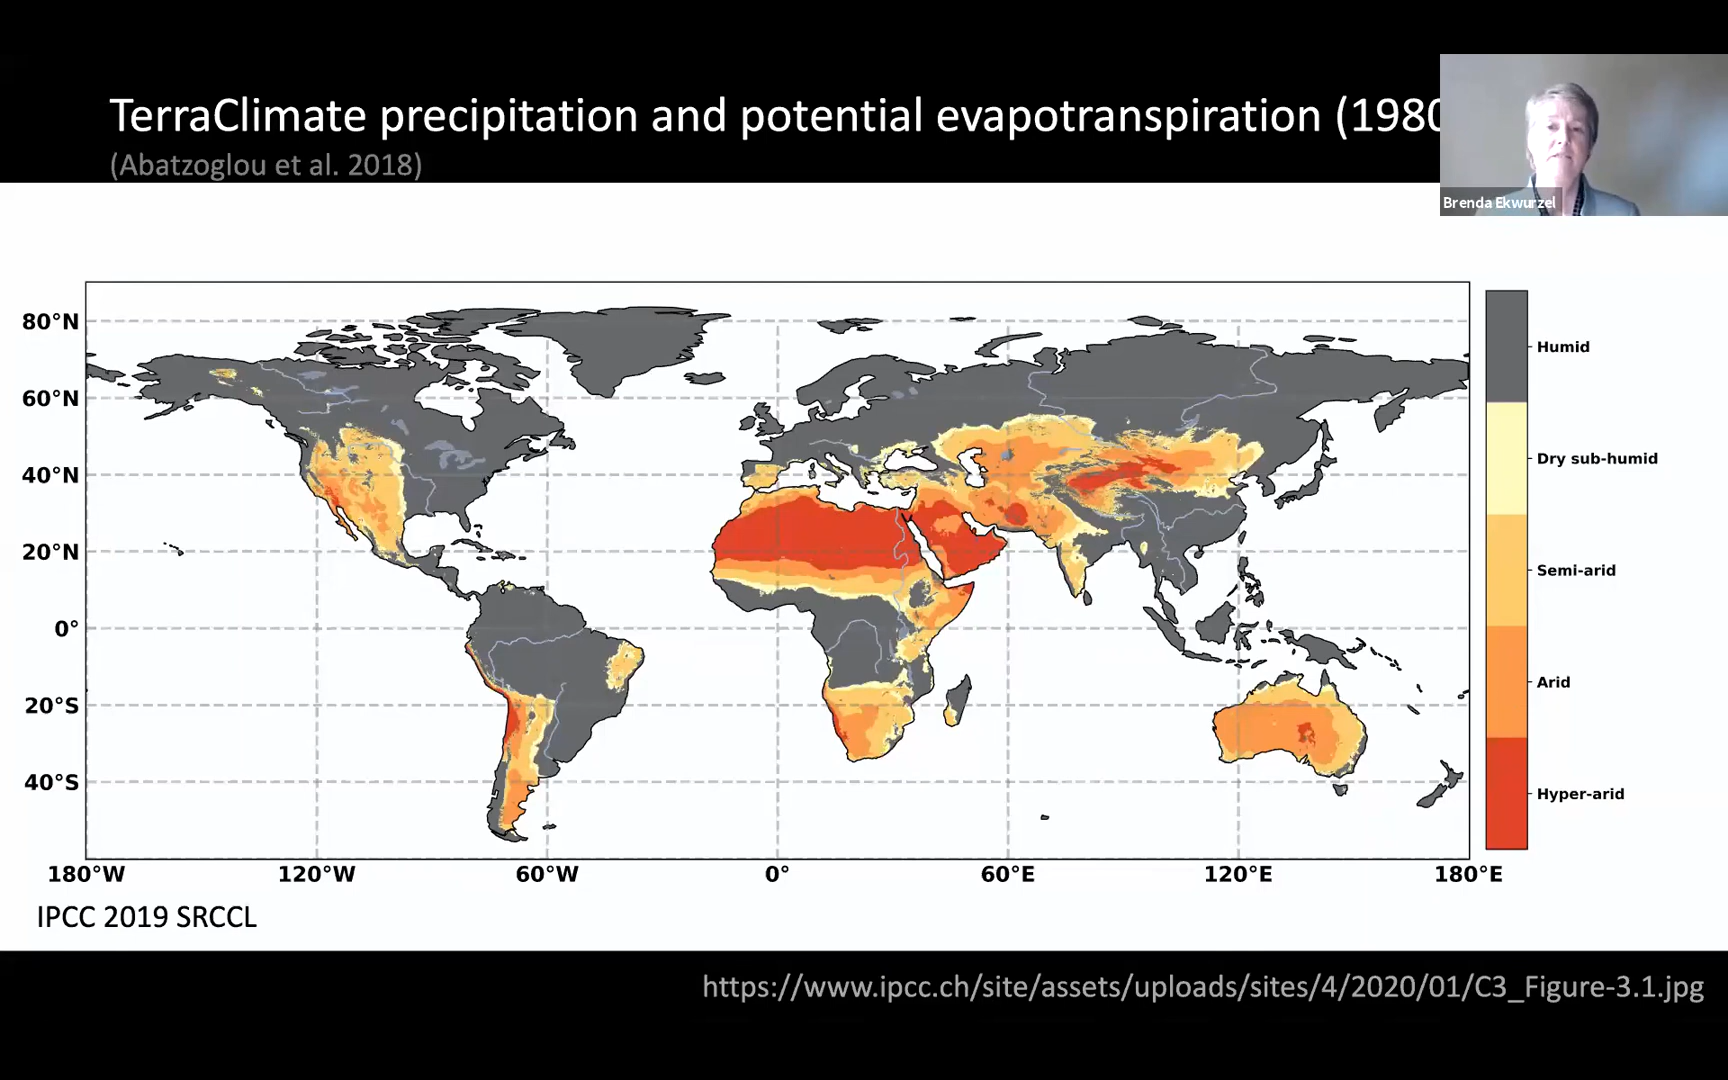 TerraClimate precipitation and potential evapotranspiration (1980
(Abatzoglou et al. 2018)
Brenda Ekwurzel
80°N
60°N
40°N
20°N
0°
20°S
40°S
180°W 120°W 60°W 0° 60°E 120°E 180°E
Humid
Dry sub-humid
Semi-arid
Arid
Hyper-arid
IPCC 2019 SRCCL
https://www.ipcc.ch/site/assets/uploads/sites/4/2020/01/C3_Figure-3.1.jpg